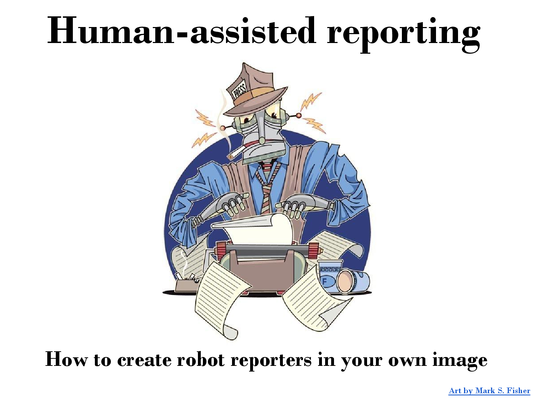 Human-assisted reporting
PRESS
F
How to create robot reporters in your own image
Art by Mark S. Fisher